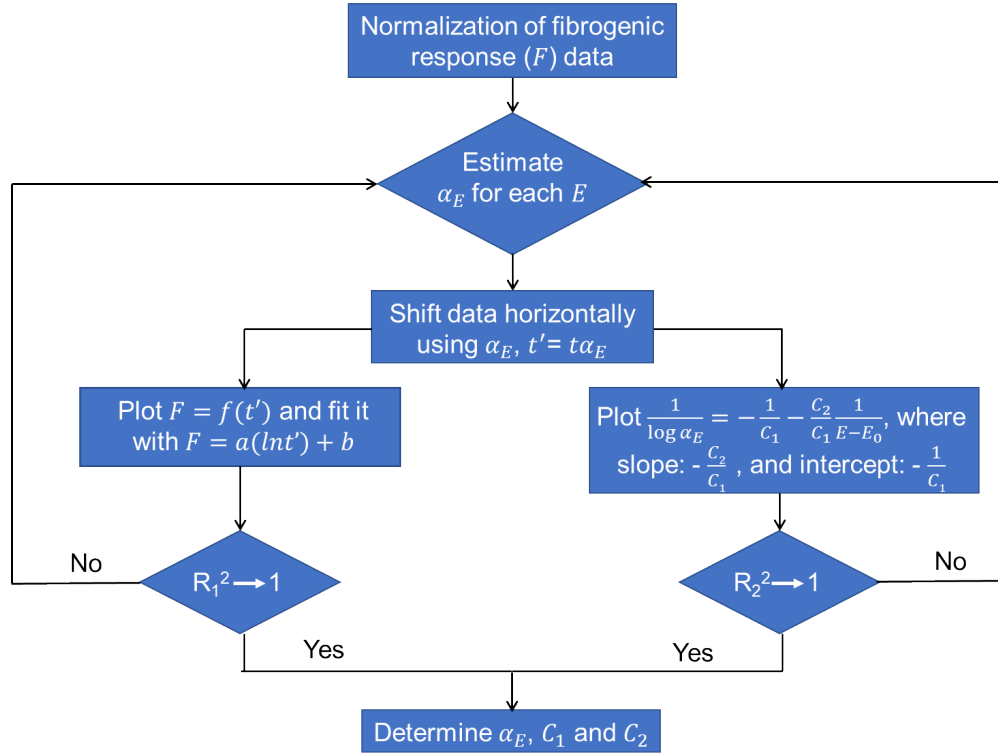 Normalization of fibrogenic
response (F) data
Estimate
α_E for each E
Shift data horizontally
using α_E, t′= tα_E
Plot F = f(t′) and fit it
with F = a(lnt′) + b
Plot 1/(log α_E) = − 1/C_1 − (C_2/C_1) 1/(E−E_0), where
slope: - C_2/C_1 , and intercept: - 1/C_1
No
R_1^2 → 1
R_2^2 → 1
No
Yes
Yes
Determine α_E, C_1 and C_2